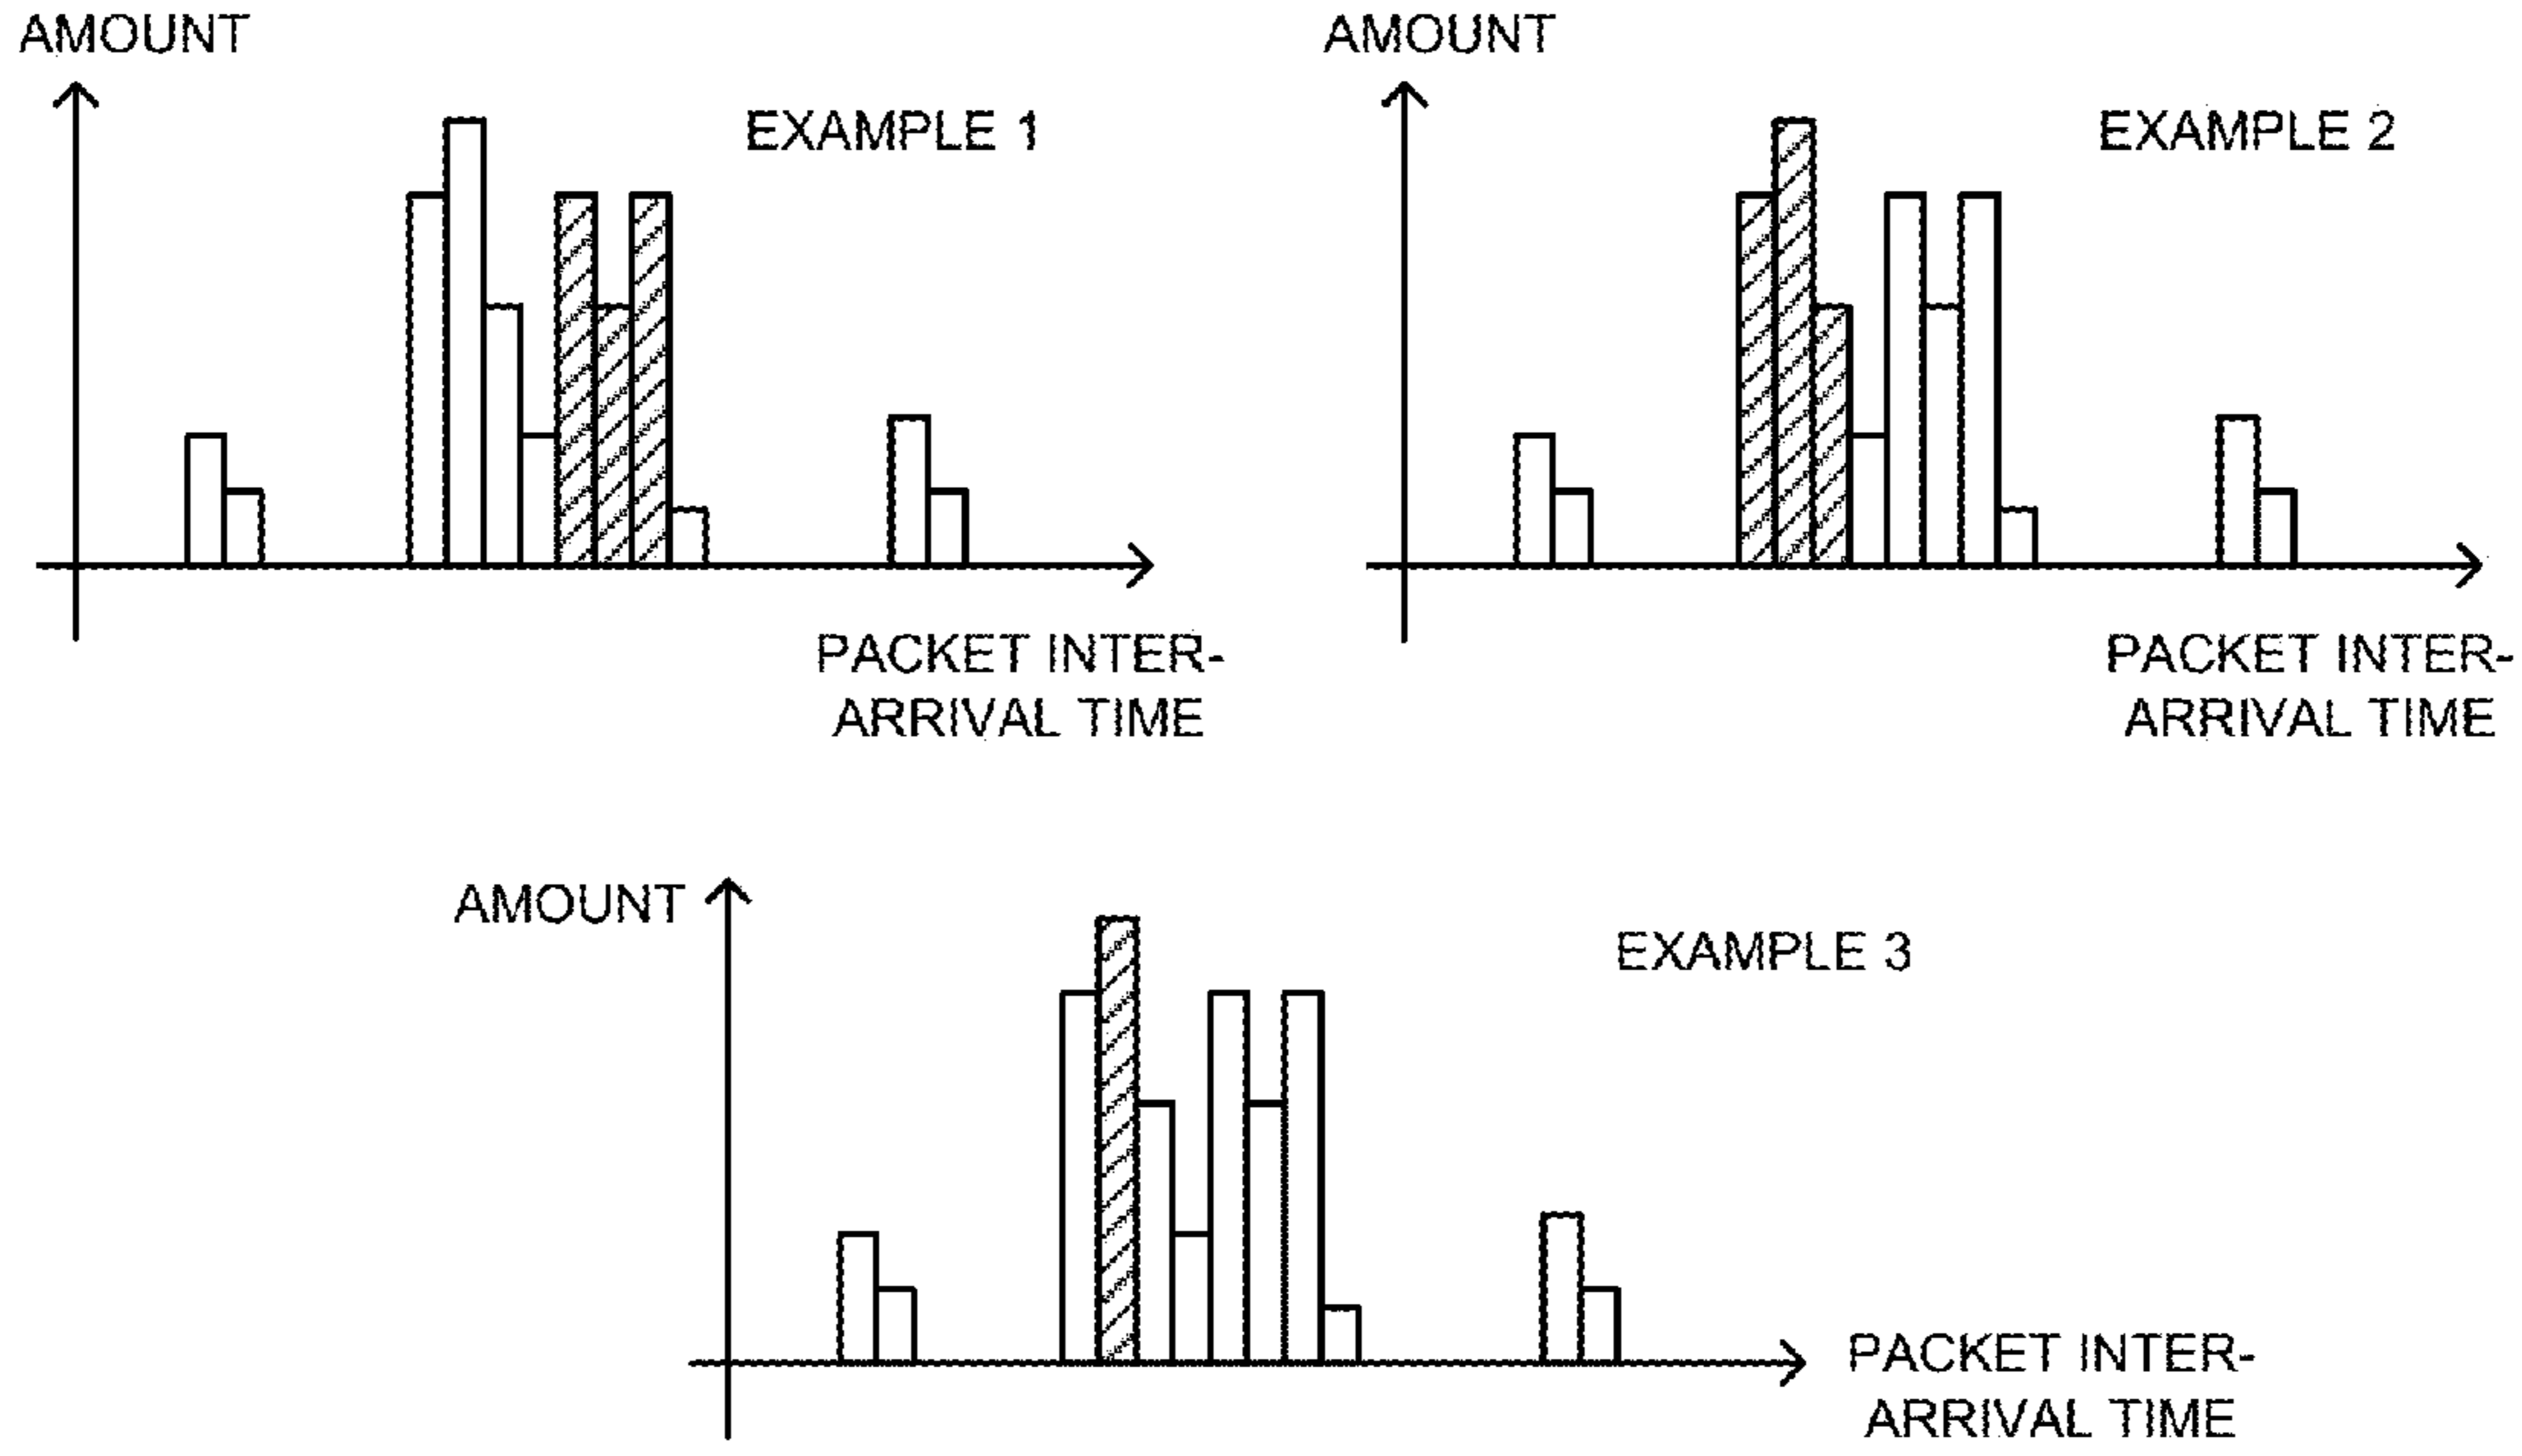 AMOUNT
EXAMPLE 1
PACKET INTER-
ARRIVAL TIME
AMOUNT
EXAMPLE 2
PACKET INTER-
ARRIVAL TIME
AMOUNT
EXAMPLE 3
PACKET INTER-
ARRIVAL TIME